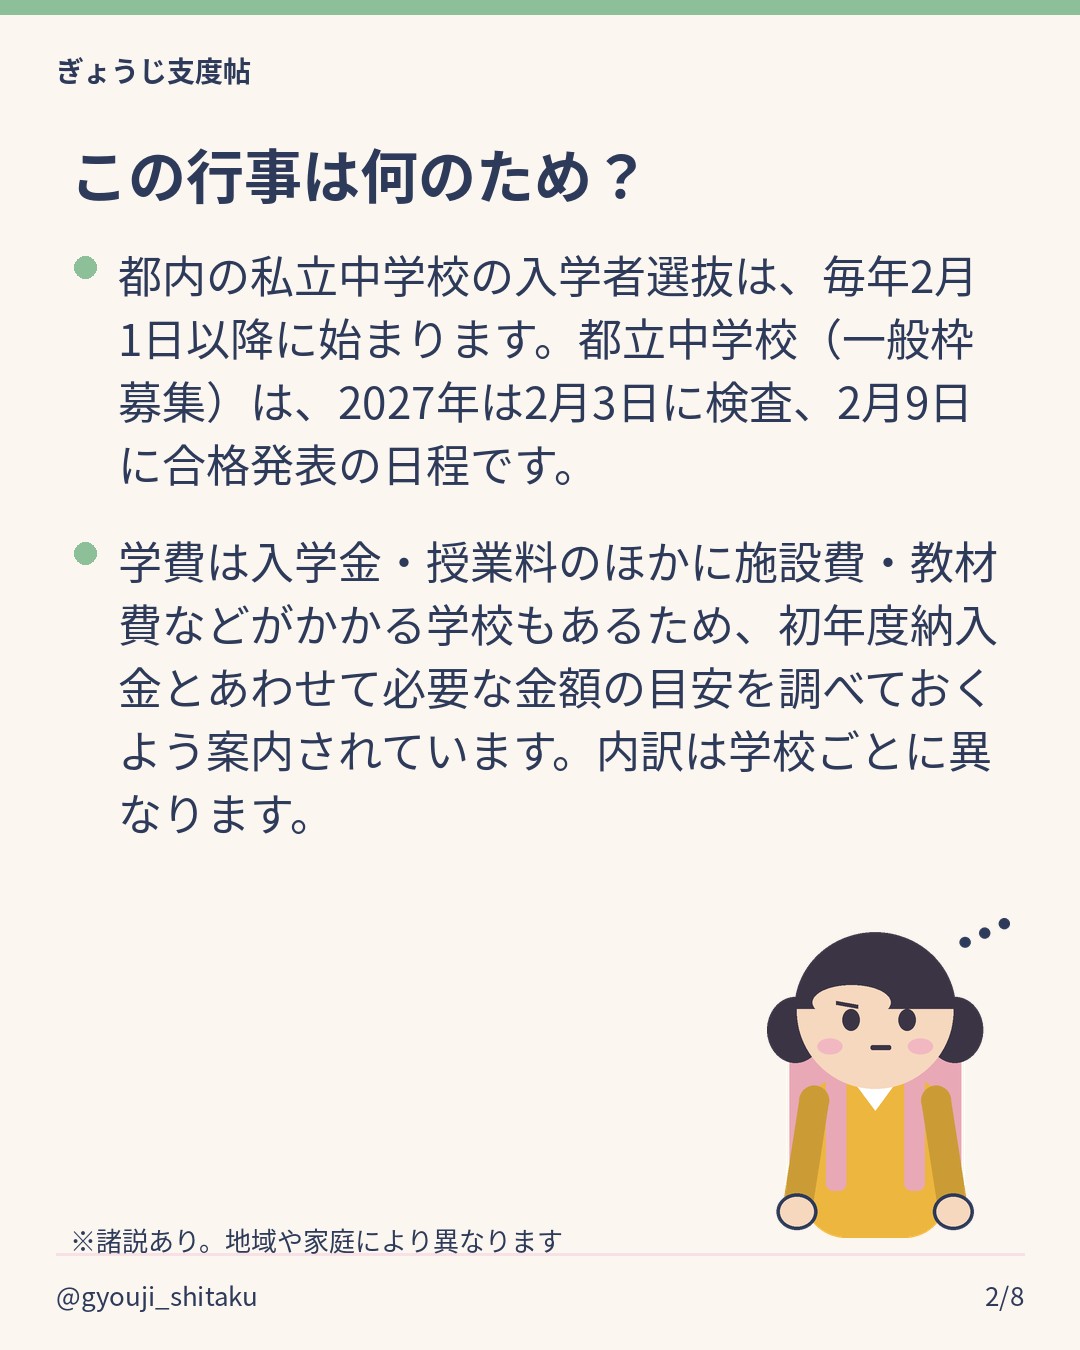 ぎょうじ支度帖
この行事は何のため？
都内の私立中学校の入学者選抜は、毎年2月
1日以降に始まります。都立中学校（一般枠
募集）は、2027年は2月3日に検査、2月9日
に合格発表の日程です。
学費は入学金・授業料のほかに施設費・教材
費などがかかる学校もあるため、初年度納入
金とあわせて必要な金額の目安を調べておく
よう案内されています。内訳は学校ごとに異
なります。
※諸説あり。地域や家庭により異なります
@gyouji_shitaku
2/8